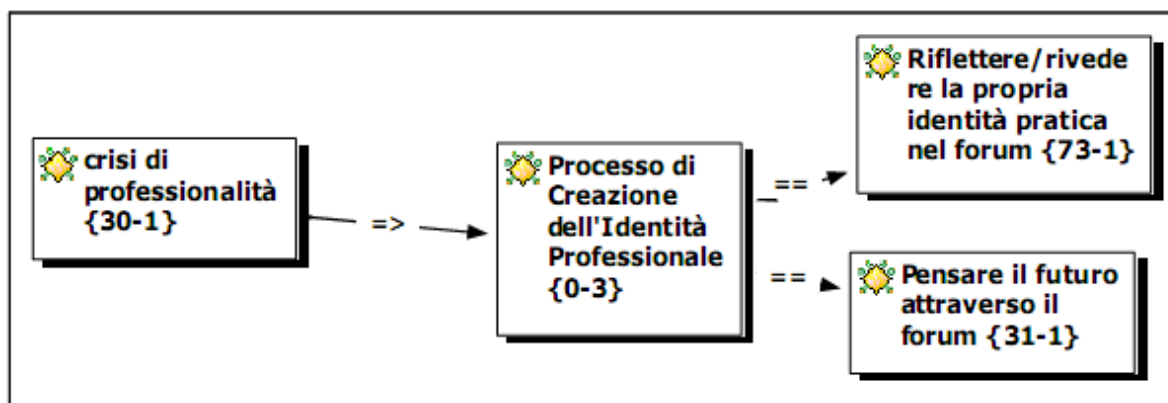 crisi di
professionalità
{30-1}
=>
Processo di
Creazione
dell'Identità
Professionale
{0-3}
==
Riflettere/rivede
re la propria
identità pratica
nel forum {73-1}
==
Pensare il futuro
attraverso il
forum {31-1}